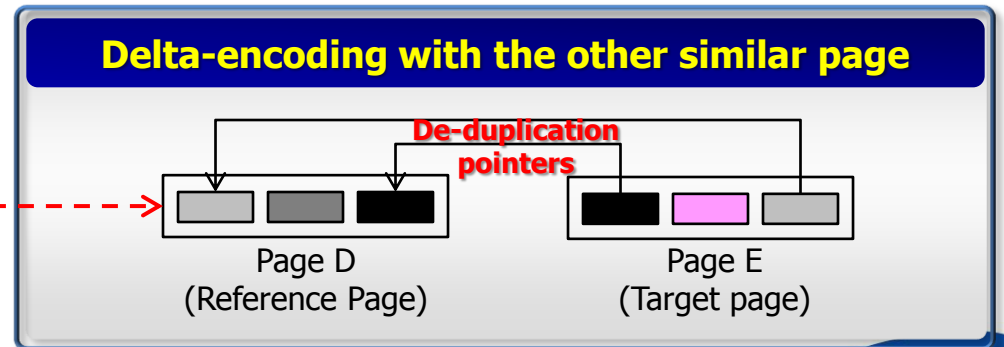 Delta-encoding with the other similar page
De-duplication
pointers
Page D
(Reference Page)
Page E
(Target page)